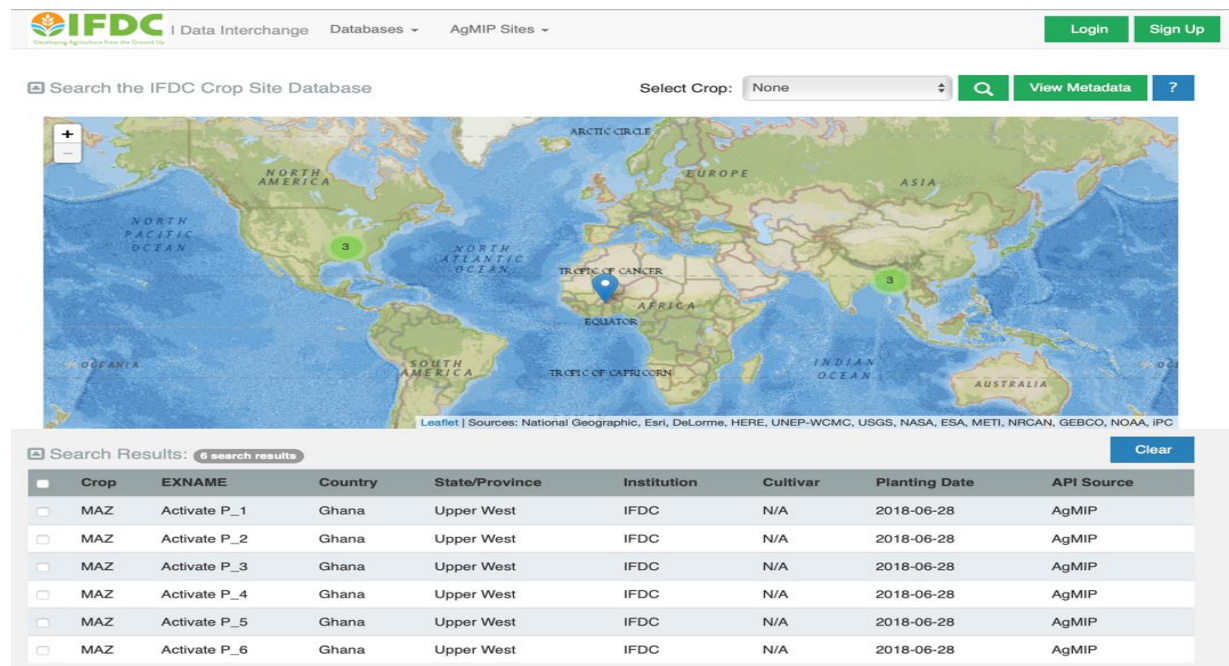 IFDC | Data Interchange Databases AgMIP Sites Login Sign Up
Developing Agriculture from the Ground Up
Search the IFDC Crop Site Database Select Crop: None View Metadata ?
+
−
ARCTIC CIRCLE
NORTH AMERICA
EUROPE
ASIA
NORTH PACIFIC OCEAN
3
NORTH ATLANTIC OCEAN
TROPIC OF CANCER
3
AFRICA
EQUATOR
OCEANIA
SOUTH AMERICA
TROPIC OF CAPRICORN
INDIAN OCEAN
AUSTRALIA
Leaflet | Sources: National Geographic, Esri, DeLorme, HERE, UNEP-WCMC, USGS, NASA, ESA, METI, NRCAN, GEBCO, NOAA, iPC
Search Results: 6 search results Clear
Crop EXNAME Country State/Province Institution Cultivar Planting Date API Source
MAZ Activate P_1 Ghana Upper West IFDC N/A 2018-06-28 AgMIP
MAZ Activate P_2 Ghana Upper West IFDC N/A 2018-06-28 AgMIP
MAZ Activate P_3 Ghana Upper West IFDC N/A 2018-06-28 AgMIP
MAZ Activate P_4 Ghana Upper West IFDC N/A 2018-06-28 AgMIP
MAZ Activate P_5 Ghana Upper West IFDC N/A 2018-06-28 AgMIP
MAZ Activate P_6 Ghana Upper West IFDC N/A 2018-06-28 AgMIP